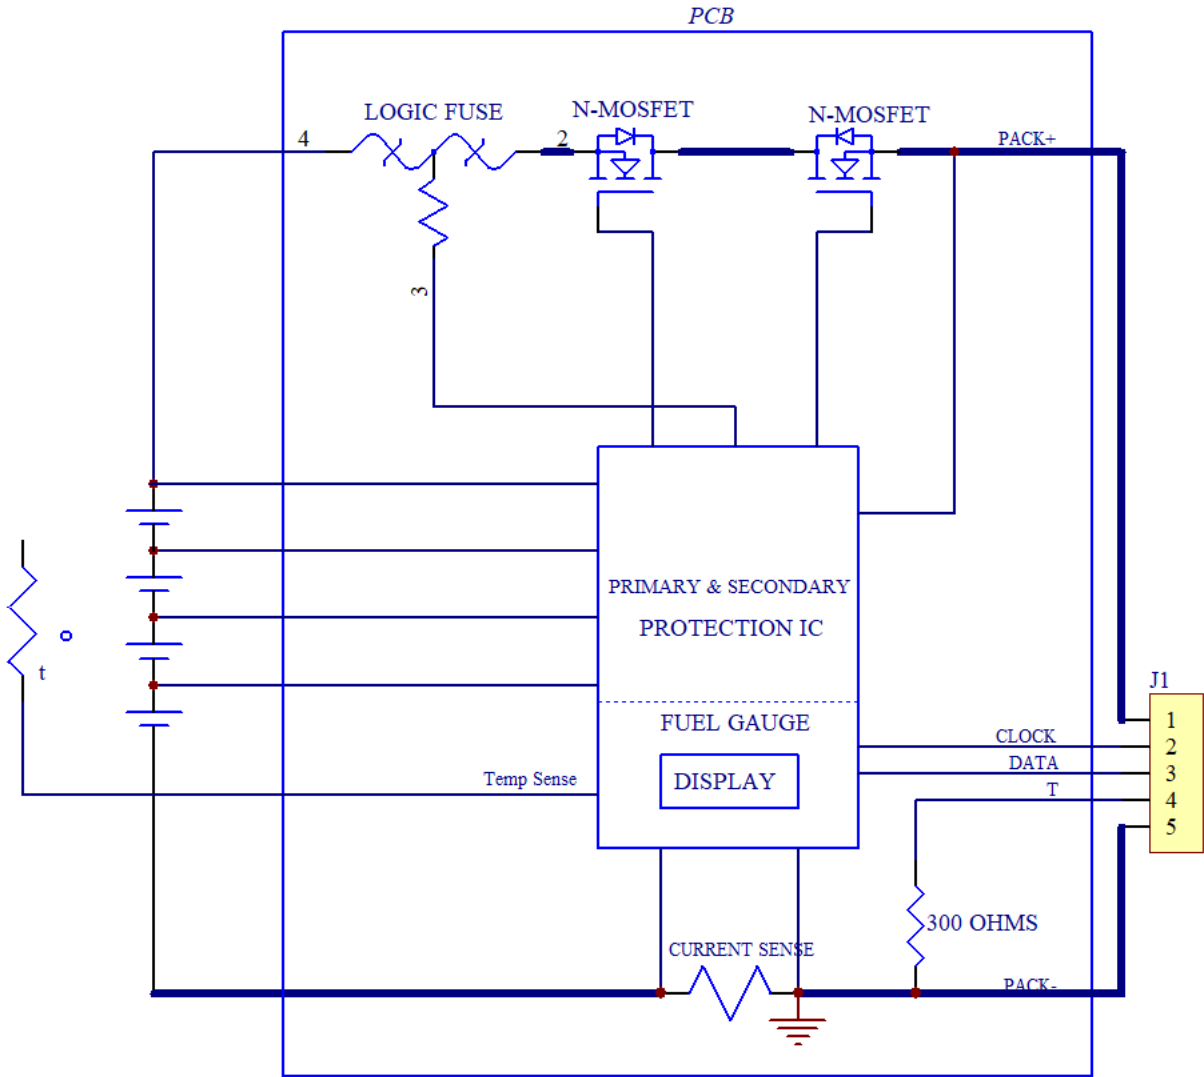 PCB
LOGIC FUSE
N-MOSFET
N-MOSFET
4
2
PACK+
3
PRIMARY & SECONDARY
PROTECTION IC
t
J1
FUEL GAUGE
1
CLOCK
2
DATA
3
Temp Sense
DISPLAY
T
4
5
300 OHMS
CURRENT SENSE
PACK-